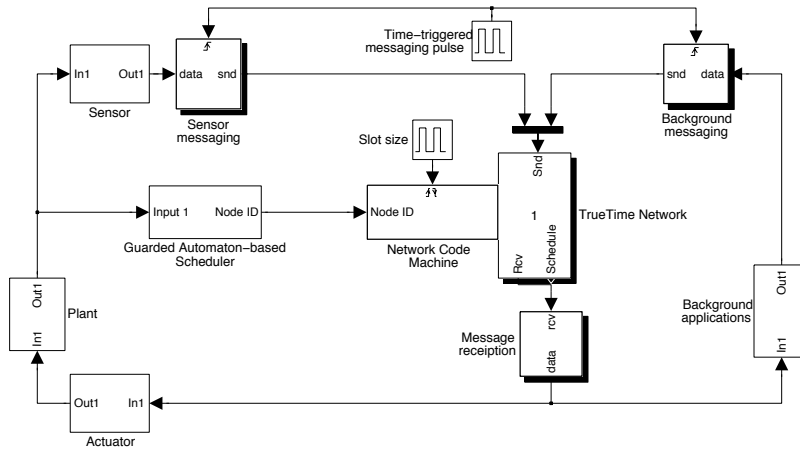 Time-triggered
messaging pulse
In1 Out1
Sensor
data snd
Sensor
messaging
snd data
Background
messaging
Slot size
Snd
1
Rcv
Schedule
TrueTime Network
Input 1 Node ID
Guarded Automaton-based
Scheduler
Node ID
Network Code
Machine
Out1
In1
Plant
Out1
In1
Background
applications
rcv
data
Message
receiption
Out1 In1
Actuator